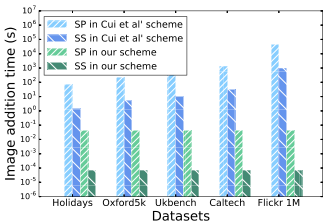 Image addition time (s)
10^7
10^6
10^5
10^4
10^3
10^2
10^1
10^0
10^-1
10^-2
10^-3
10^-4
10^-5
10^-6
SP in Cui et al' scheme
SS in Cui et al' scheme
SP in our scheme
SS in our scheme
Holidays Oxford5k Ukbench Caltech Flickr 1M
Datasets